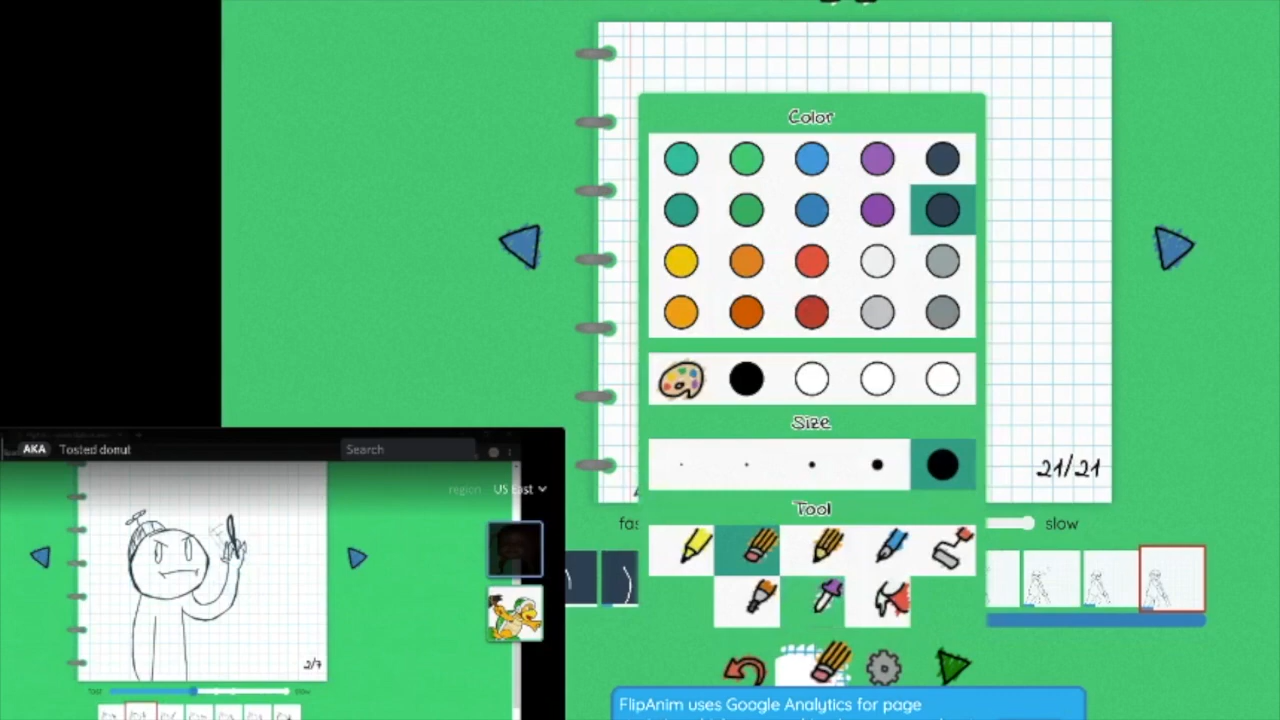 Color
Size
21/21
Tool
slow
FlipAnim uses Google Analytics for page
AKA Tosted donut
Search
region US East
2/7
slow